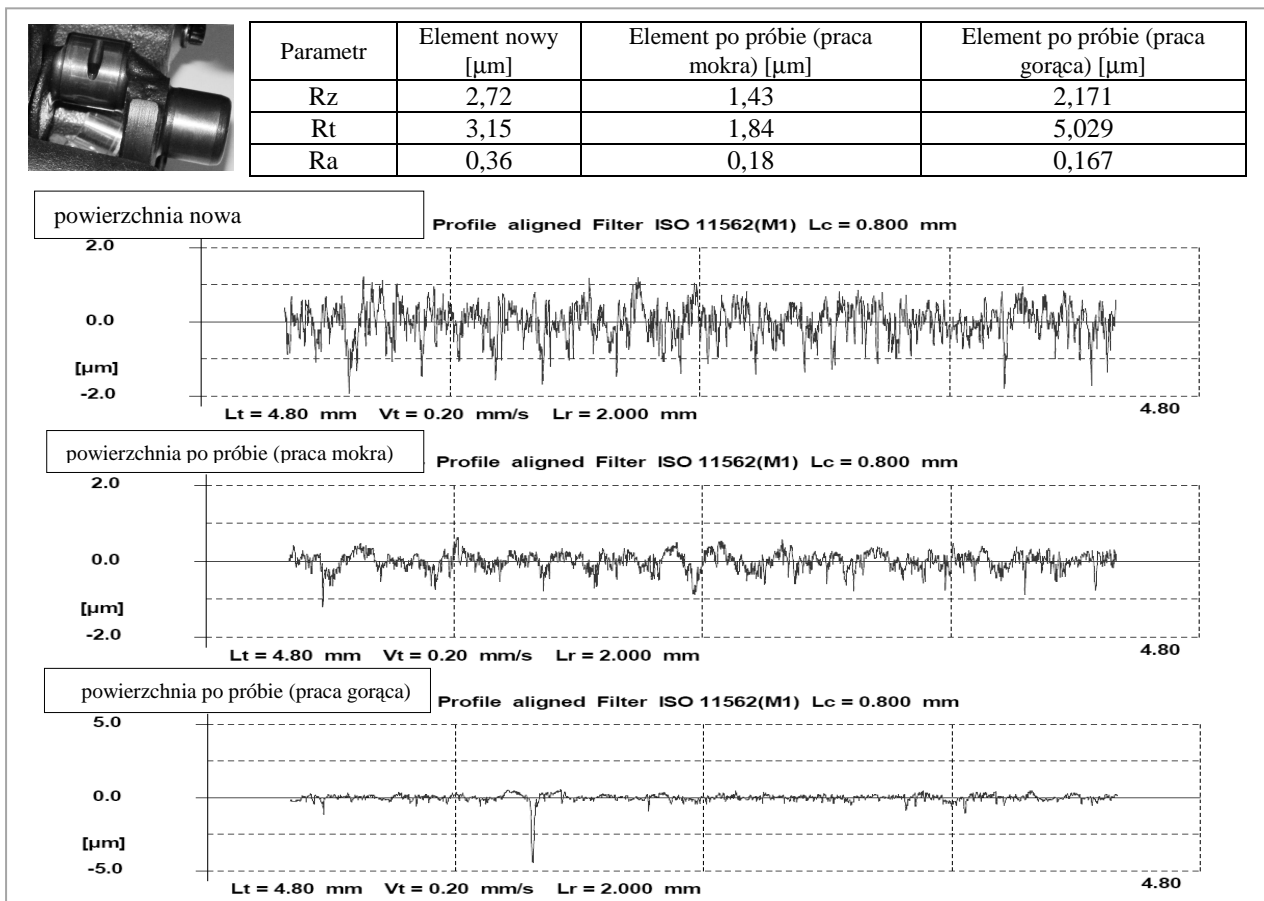 Parametr
Element nowy
[µm]
Element po próbie (praca
mokra) [µm]
Element po próbie (praca
gorąca) [µm]
Rz 2,72 1,43 2,171
Rt 3,15 1,84 5,029
Ra 0,36 0,18 0,167
powierzchnia nowa
Profile aligned Filter ISO 11562(M1) Lc = 0.800 mm
2.0
0.0
[µm]
-2.0
Lt = 4.80 mm Vt = 0.20 mm/s Lr = 2.000 mm
4.80
powierzchnia po próbie (praca mokra)
Profile aligned Filter ISO 11562(M1) Lc = 0.800 mm
2.0
0.0
[µm]
-2.0
Lt = 4.80 mm Vt = 0.20 mm/s Lr = 2.000 mm
4.80
powierzchnia po próbie (praca gorąca)
Profile aligned Filter ISO 11562(M1) Lc = 0.800 mm
5.0
0.0
[µm]
-5.0
Lt = 4.80 mm Vt = 0.20 mm/s Lr = 2.000 mm
4.80